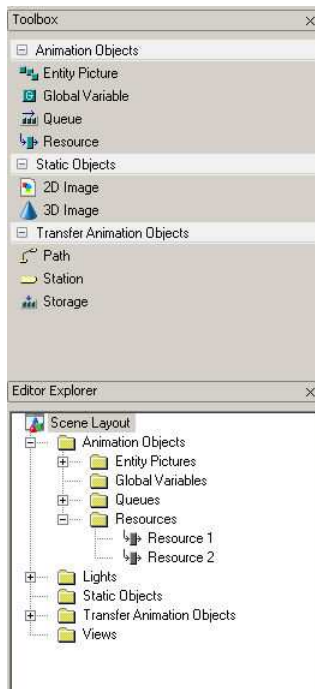 Toolbox
Animation Objects
Entity Picture
Global Variable
Queue
Resource
Static Objects
2D Image
3D Image
Transfer Animation Objects
Path
Station
Storage
Editor Explorer
Scene Layout
Animation Objects
Entity Pictures
Global Variables
Queues
Resources
Resource 1
Resource 2
Lights
Static Objects
Transfer Animation Objects
Views